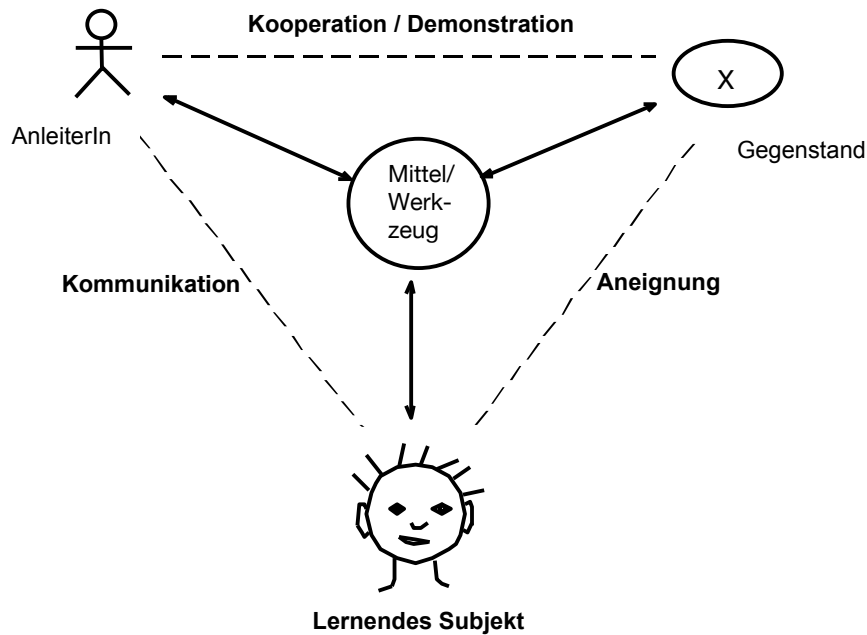 Kooperation / Demonstration
X
AnleiterIn
Gegenstand
Mittel/
Werk-
zeug
Kommunikation
Aneignung
Lernendes Subjekt